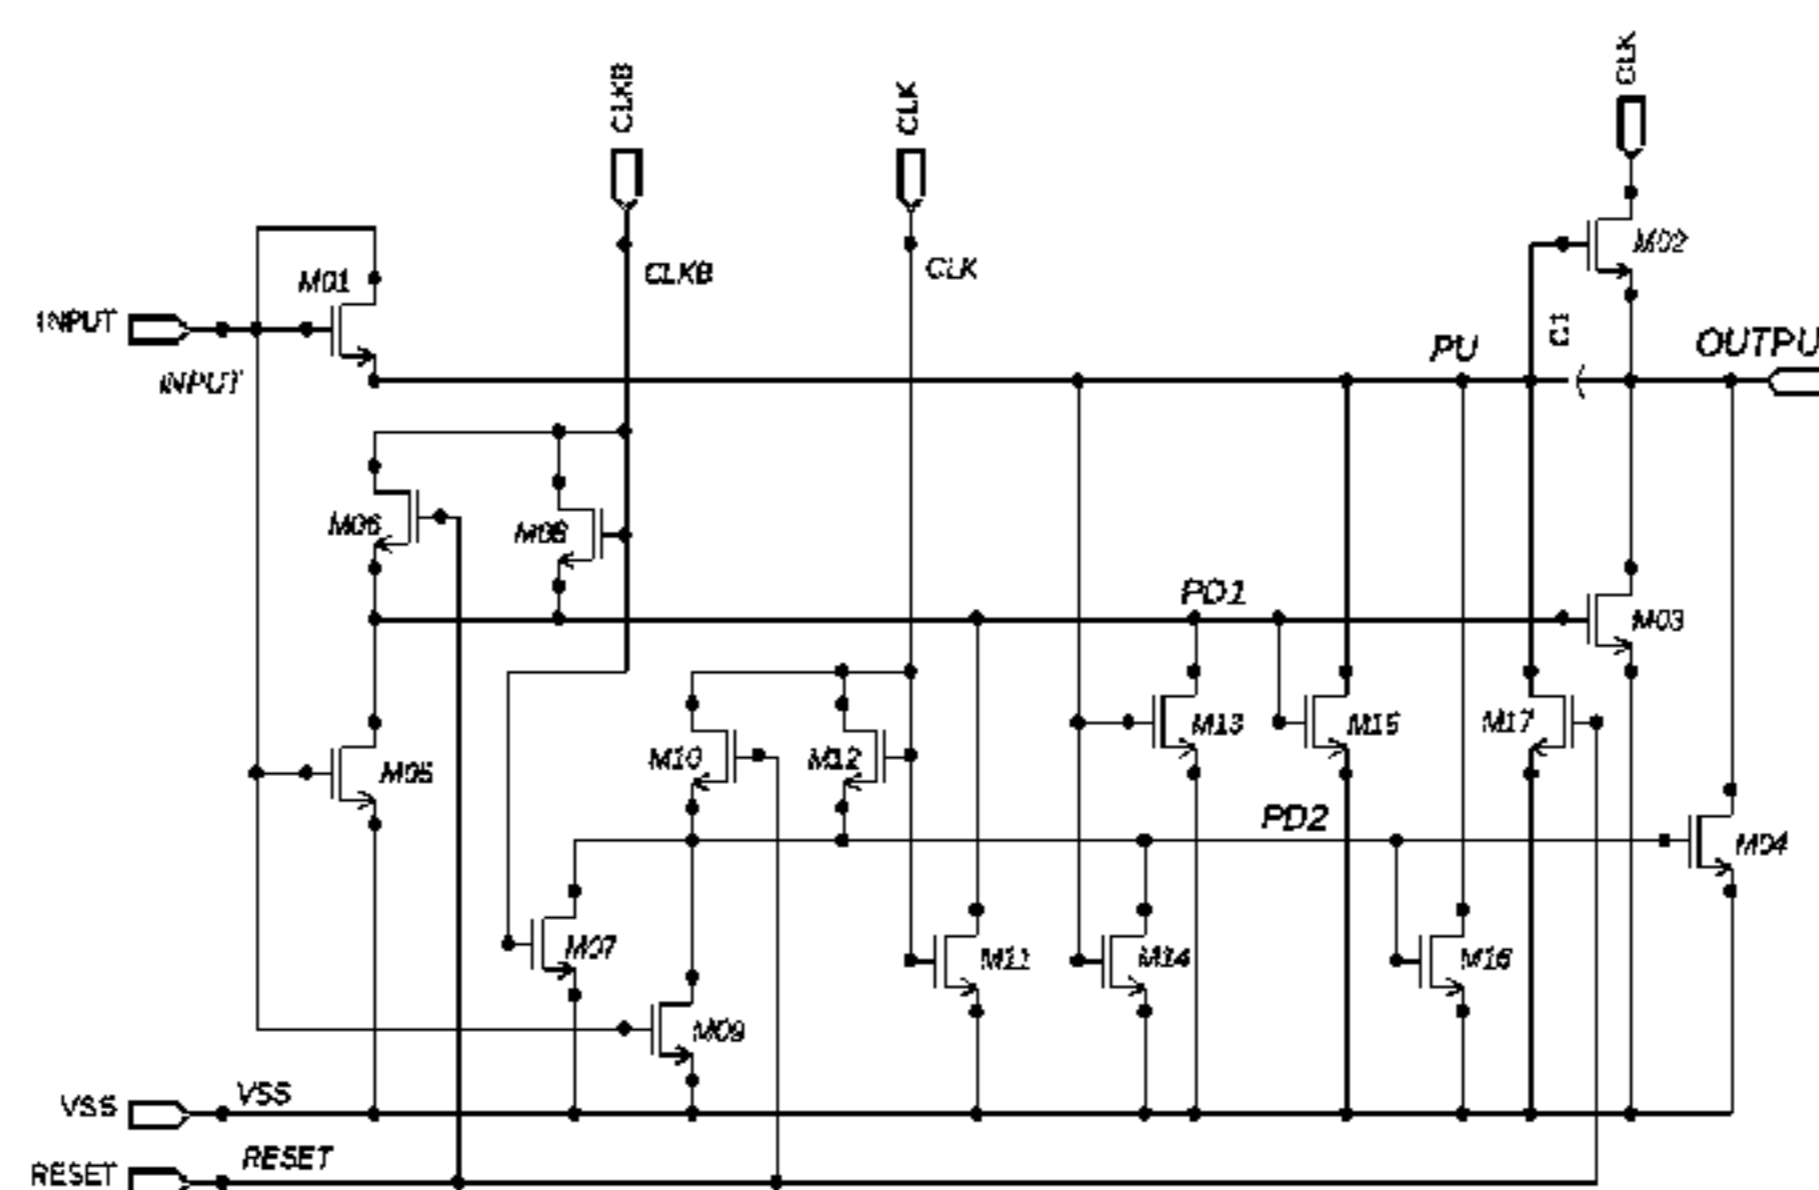 CLKB
CLK
CLK
M01
CLKB
CLK
M02
INPUT
INPUT
PU
C1
OUTPU
M06
M08
PD1
M03
M05
M10
M12
M13
M15
M17
PD2
M04
M07
M11
M14
M16
M09
VSS
VSS
RESET
RESET